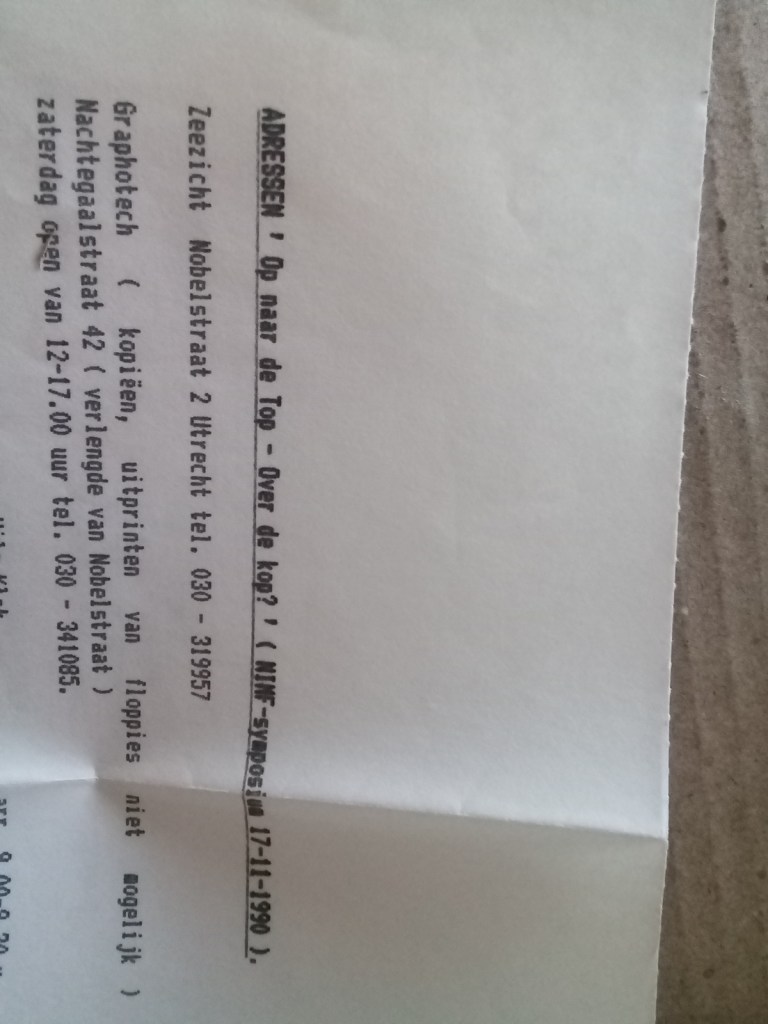 ADRESSEN ' Op naar de Top - Over de kop? ' ( NIMF-symposium 17-11-1990 ).
Zeezicht Nobelstraat 2 Utrecht tel. 030 - 319957
Graphotech ( kopiëen, uitprinten van floppies niet mogelijk )
Nachtegaalstraat 42 ( verlengde van Nobelstraat )
zaterdag open van 12-17.00 uur tel. 030 - 341085.